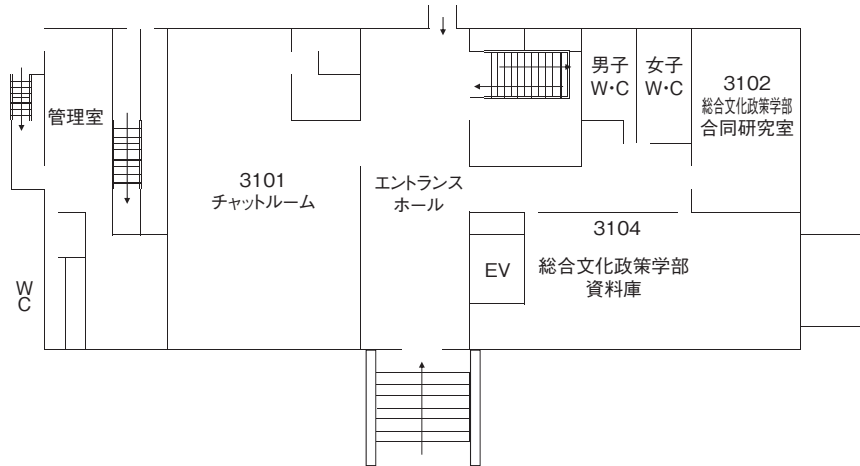 管理室
W
C
3101
チャットルーム
エントランス
ホール
男子
W・C
女子
W・C
3102
総合文化政策学部
合同研究室
EV
3104
総合文化政策学部
資料庫